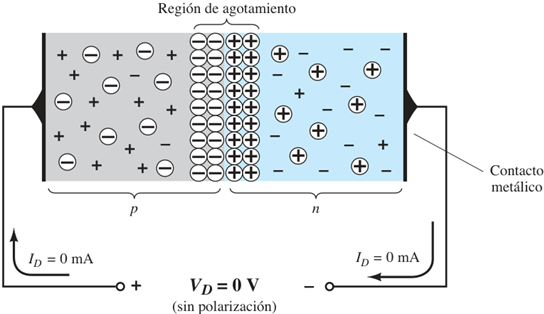 Región de agotamiento
Contacto
metálico
p
n
I_D = 0 mA
I_D = 0 mA
+ V_D = 0 V −
(sin polarización)